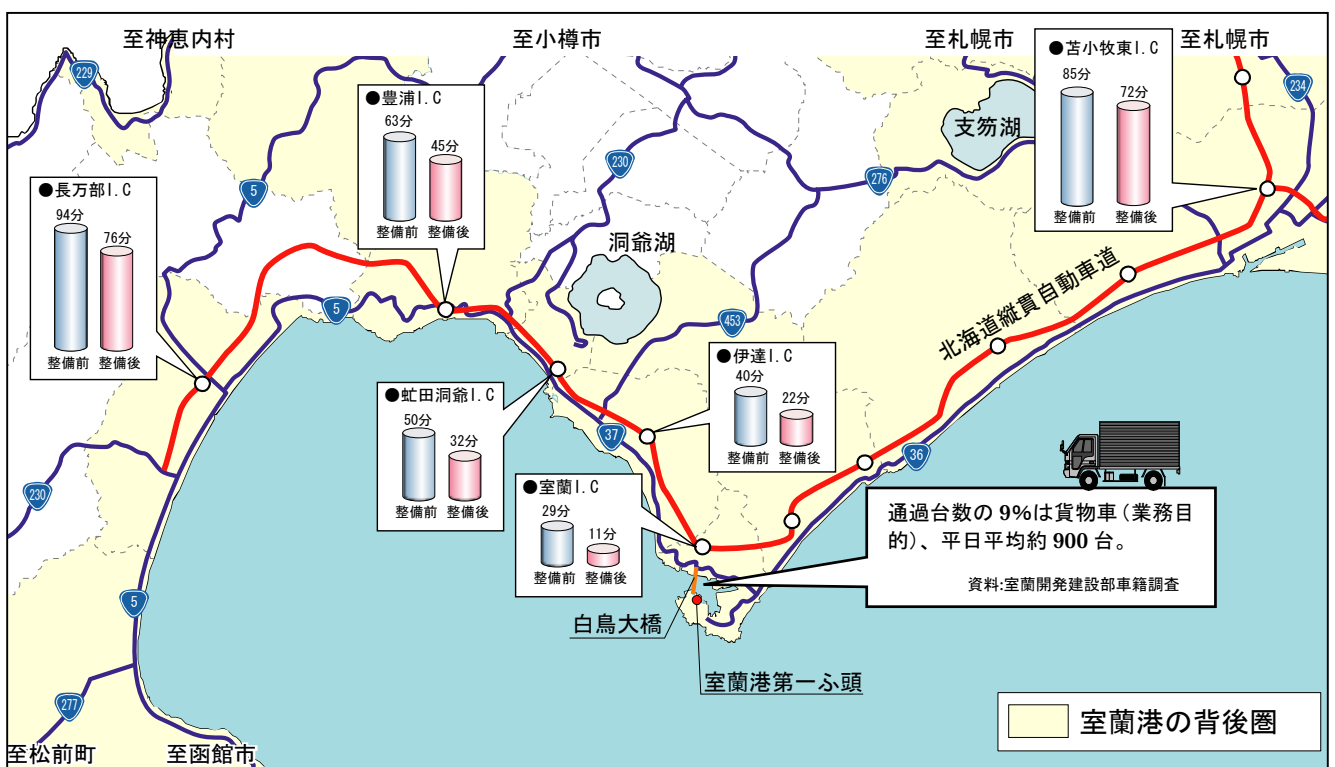 至神恵内村
至小樽市
至札幌市
至札幌市
229
●豊浦I.C
63分
45分
整備前
整備後
●苫小牧東I.C
85分
72分
整備前
整備後
234
支笏湖
230
276
5
●長万部I.C
94分
76分
整備前
整備後
洞爺湖
5
453
北海道縦貫自動車道
●虻田洞爺I.C
50分
32分
整備前
整備後
●伊達I.C
40分
22分
整備前
整備後
37
36
230
●室蘭I.C
29分
11分
整備前
整備後
通過台数の 9%は貨物車(業務目
的)、平日平均約 900 台。
資料:室蘭開発建設部車籍調査
5
白鳥大橋
室蘭港第一ふ頭
277
至松前町
至函館市
室蘭港の背後圏